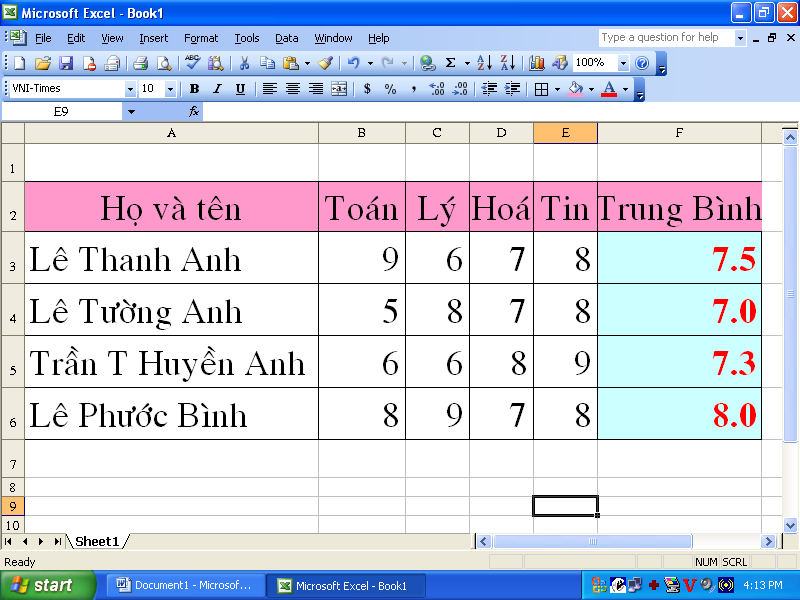 Microsoft Excel - Book1
File Edit View Insert Format Tools Data Window Help Type a question for help
100%
VNI-Times 10 B I U $ % ,
E9 fx
A B C D E F
1
2 Họ và tên Toán Lý Hoá Tin Trung Bình
3 Lê Thanh Anh 9 6 7 8 7.5
4 Lê Tường Anh 5 8 7 8 7.0
5 Trần T Huyền Anh 6 6 8 9 7.3
6 Lê Phước Bình 8 9 7 8 8.0
7
8
9
10
Sheet1
Ready NUM SCRL
start Document1 - Microsof... Microsoft Excel - Book1 4:13 PM